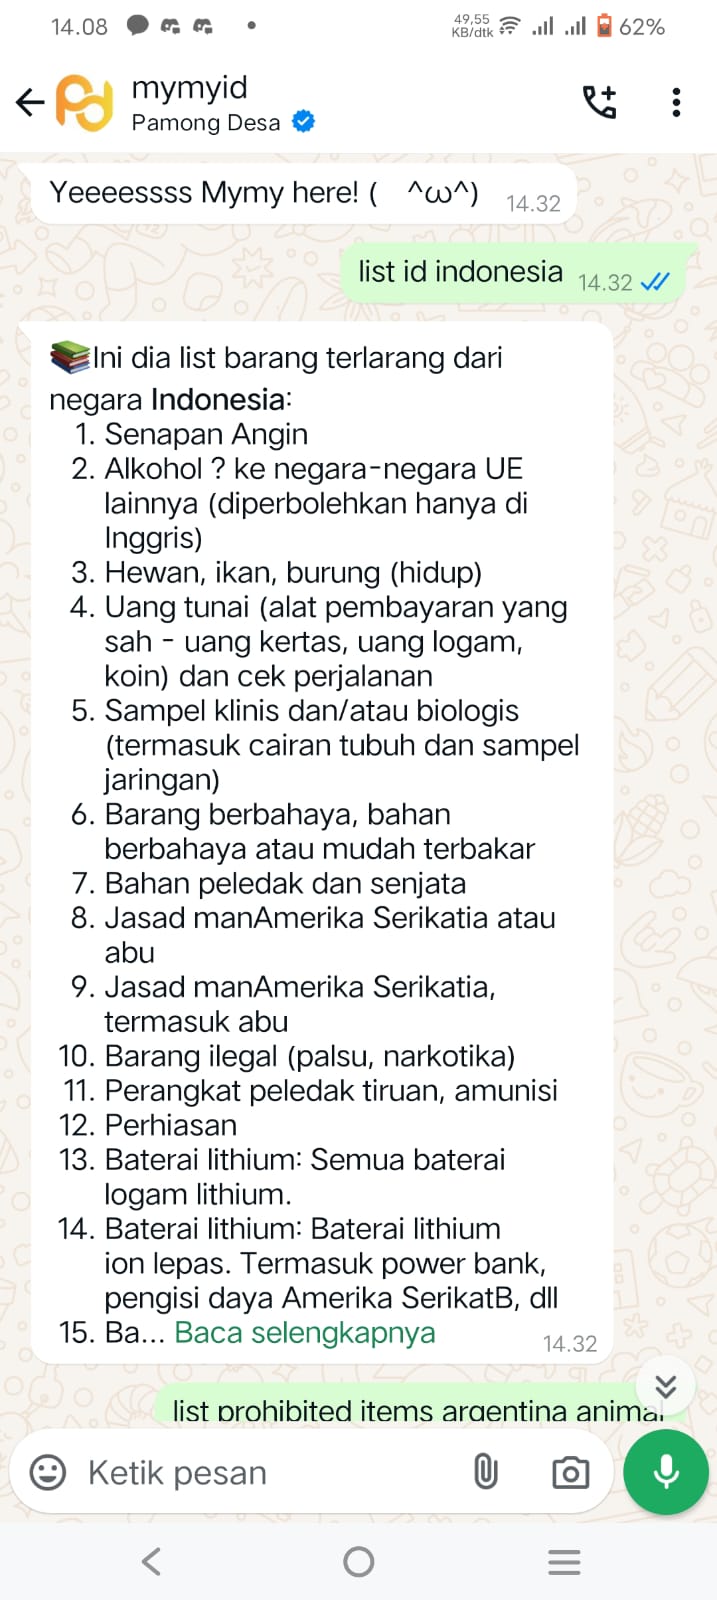 14.08
49,55
KB/dtk
62%
mymyid
Pamong Desa
Yeeeessss Mymy here! ( ^ω^)
14.32
list id indonesia
14.32
📚Ini dia list barang terlarang dari
negara Indonesia:
1. Senapan Angin
2. Alkohol ? ke negara-negara UE
lainnya (diperbolehkan hanya di
Inggris)
3. Hewan, ikan, burung (hidup)
4. Uang tunai (alat pembayaran yang
sah - uang kertas, uang logam,
koin) dan cek perjalanan
5. Sampel klinis dan/atau biologis
(termasuk cairan tubuh dan sampel
jaringan)
6. Barang berbahaya, bahan
berbahaya atau mudah terbakar
7. Bahan peledak dan senjata
8. Jasad manAmerika Serikatia atau
abu
9. Jasad manAmerika Serikatia,
termasuk abu
10. Barang ilegal (palsu, narkotika)
11. Perangkat peledak tiruan, amunisi
12. Perhiasan
13. Baterai lithium: Semua baterai
logam lithium.
14. Baterai lithium: Baterai lithium
ion lepas. Termasuk power bank,
pengisi daya Amerika SerikatB, dll
15. Ba... Baca selengkapnya
14.32
list prohibited items argentina animal
Ketik pesan